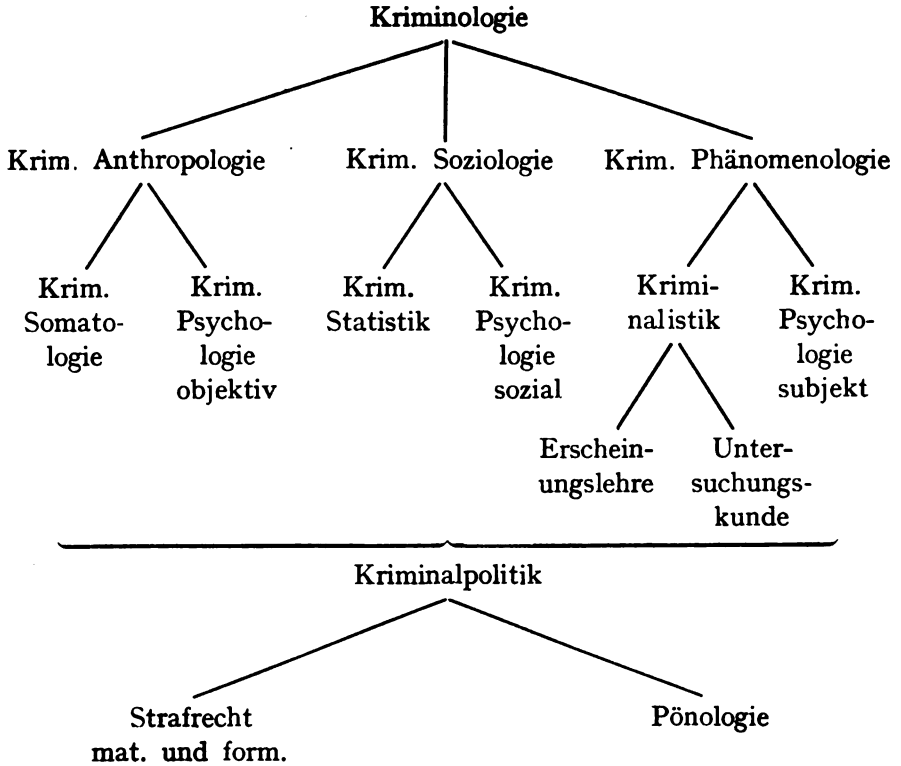 Kriminologie
Krim. Anthropologie
Krim. Soziologie
Krim. Phänomenologie
Krim.
Somato-
logie
Krim.
Psycho-
logie
objektiv
Krim.
Statistik
Krim.
Psycho-
logie
sozial
Krimi-
nalistik
Krim.
Psycho-
logie
subjekt
Erschein-
ungslehre
Unter-
suchungs-
kunde
Kriminalpolitik
Strafrecht
mat. und form.
Pönologie